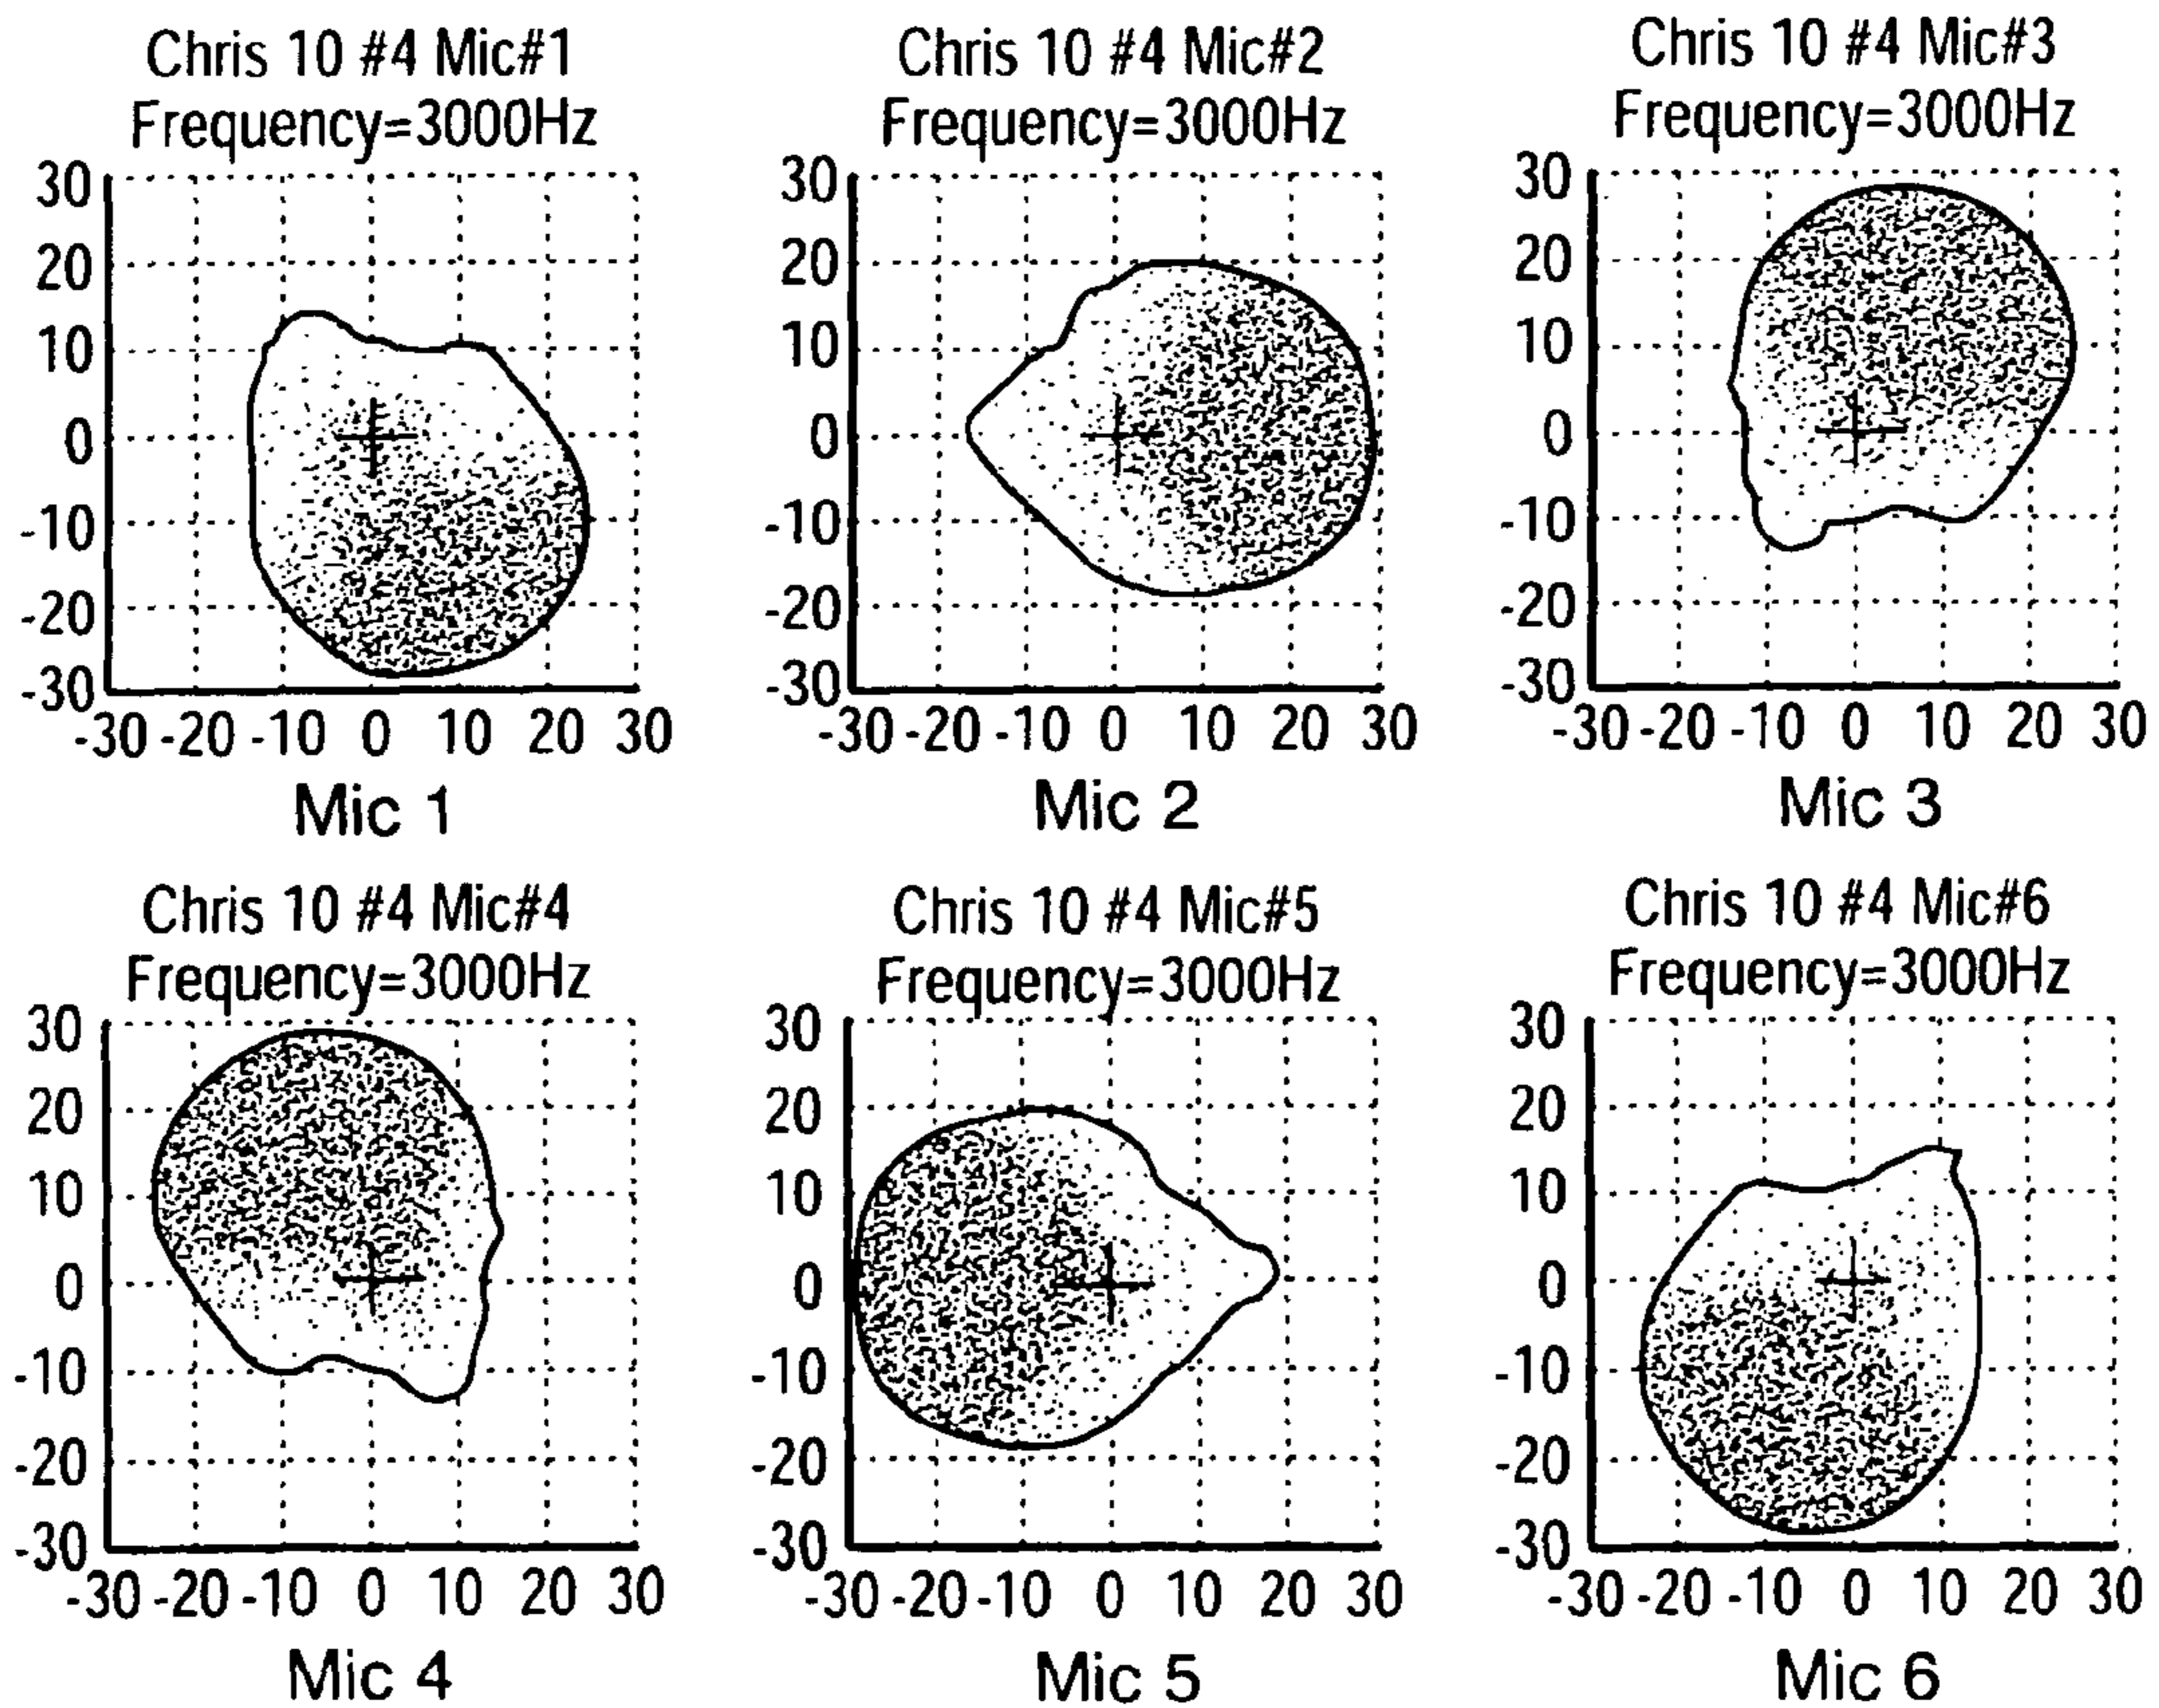 Chris 10 #4 Mic#1
Frequency=3000Hz
30
20
10
0
-10
-20
-30
-30 -20 -10 0 10 20 30
Mic 1
Chris 10 #4 Mic#2
Frequency=3000Hz
30
20
10
0
-10
-20
-30
-30 -20 -10 0 10 20 30
Mic 2
Chris 10 #4 Mic#3
Frequency=3000Hz
30
20
10
0
-10
-20
-30
-30 -20 -10 0 10 20 30
Mic 3
Chris 10 #4 Mic#4
Frequency=3000Hz
30
20
10
0
-10
-20
-30
-30 -20 -10 0 10 20 30
Mic 4
Chris 10 #4 Mic#5
Frequency=3000Hz
30
20
10
0
-10
-20
-30
-30 -20 -10 0 10 20 30
Mic 5
Chris 10 #4 Mic#6
Frequency=3000Hz
30
20
10
0
-10
-20
-30
-30 -20 -10 0 10 20 30
Mic 6